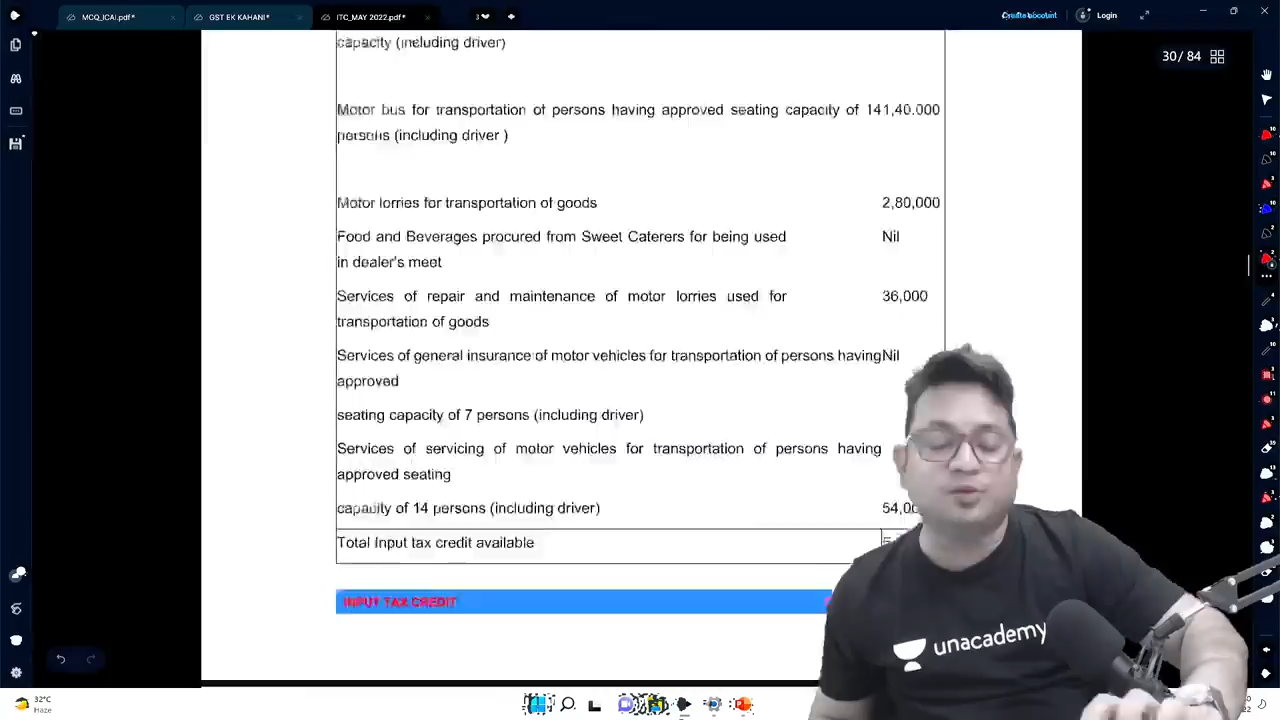 MCQ_ICAI.pdf*
GST EK KAHANI*
ITC_MAY 2022.pdf*
Create account
Login
30/ 84
capacity (including driver)
Motor bus for transportation of persons having approved seating capacity of 141,40.000
persons (including driver )
Motor lorries for transportation of goods 2,80,000
Food and Beverages procured from Sweet Caterers for being used Nil
in dealer's meet
Services of repair and maintenance of motor lorries used for 36,000
transportation of goods
Services of general insurance of motor vehicles for transportation of persons having Nil
approved
seating capacity of 7 persons (including driver)
Services of servicing of motor vehicles for transportation of persons having
approved seating
capacity of 14 persons (including driver)
Total Input tax credit available
INPUT TAX CREDIT
unacademy
32°C
Haze